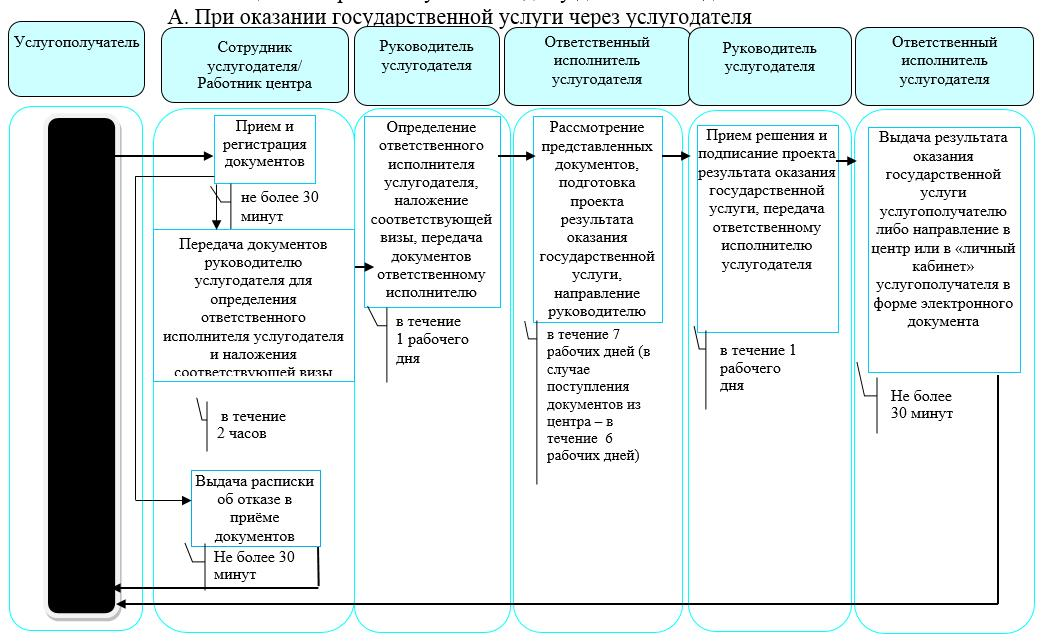 А. При оказании государственной услуги через услугодателя
Услугополучатель
Сотрудник
услугодателя/
Работник центра
Руководитель
услугодателя
Ответственный
исполнитель
услугодателя
Руководитель
услугодателя
Ответственный
исполнитель
услугодателя
Прием и
регистрация
документов
не более 30
минут
Передача документов
руководителю
услугодателя для
определения
ответственного
исполнителя услугодателя
и наложения
соответствующей визы
в течение
2 часов
Выдача расписки
об отказе в
приёме
документов
Не более 30
минут
Определение
ответственного
исполнителя
услугодателя,
наложение
соответствующей
визы, передача
документов
ответственному
исполнителю
в течение
1 рабочего
дня
Рассмотрение
представленных
документов,
подготовка
проекта
результата
оказания
государственной
услуги,
направление
руководителю
в течение 7
рабочих дней (в
случае
поступления
документов из
центра – в
течение 6
рабочих дней)
Прием решения и
подписание проекта
результата оказания
государственной
услуги, передача
ответственному
исполнителю
услугодателя
в течение 1
рабочего
дня
Выдача результата
оказания
государственной
услуги
услугополучателю
либо направление в
центр или в «личный
кабинет»
услугополучателя в
форме электронного
документа
Не более
30 минут